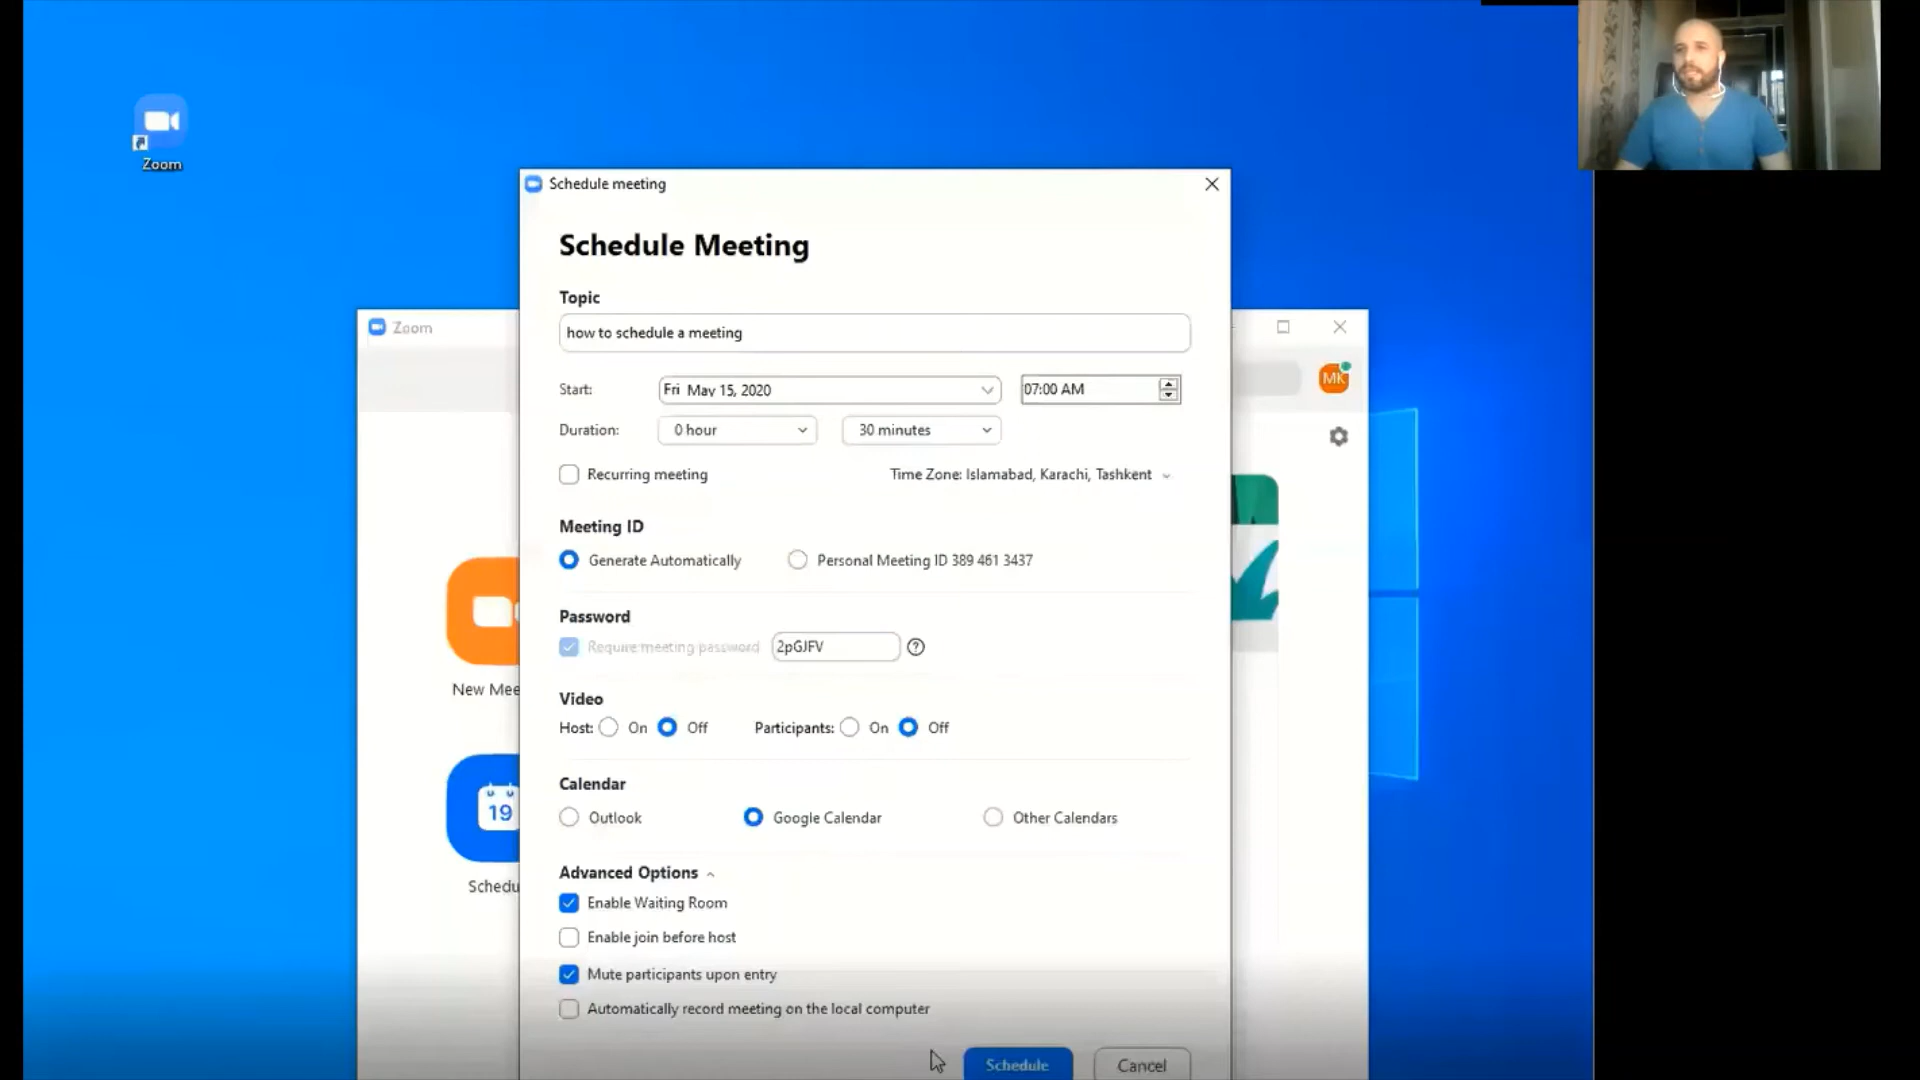 Zoom
Schedule meeting
Schedule Meeting
Topic
how to schedule a meeting
Zoom
MK
Start: Fri May 15, 2020 07:00 AM
Duration: 0 hour 30 minutes
Recurring meeting Time Zone: Islamabad, Karachi, Tashkent
Meeting ID
Generate Automatically Personal Meeting ID 389 461 3437
Password
Require meeting password 2pGJFV ?
New Mee
Video
Host: On Off Participants: On Off
Calendar
19
Outlook Google Calendar Other Calendars
Advanced Options
Schedu
Enable Waiting Room
Enable join before host
Mute participants upon entry
Automatically record meeting on the local computer
Schedule Cancel